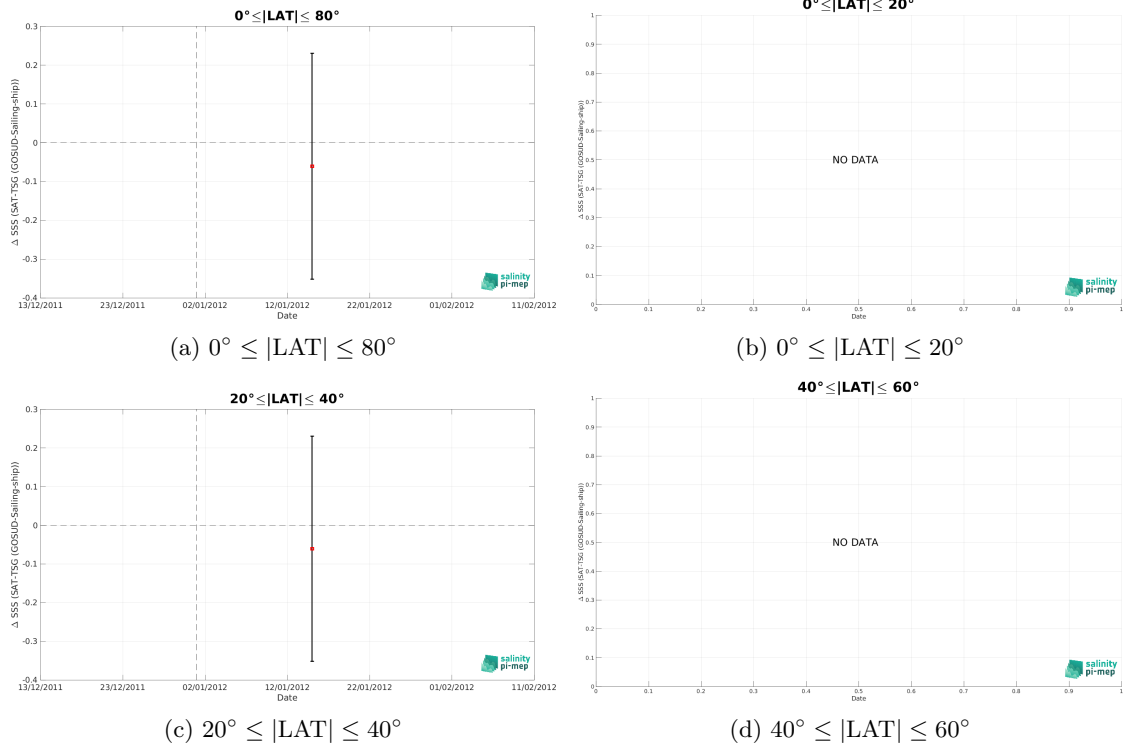 0°≤|LAT|≤ 80°
0.3
0.2
0.1
0
-0.1
-0.2
-0.3
-0.4
Δ SSS (SAT-TSG (GOSUD-Sailing-ship))
13/12/2011 23/12/2011 02/01/2012 12/01/2012 22/01/2012 01/02/2012 11/02/2012
Date
salinity
pi-mep
(a) 0° ≤ |LAT| ≤ 80°
0°≤|LAT|≤ 20°
1
0.9
0.8
0.7
0.6
0.5
0.4
0.3
0.2
0.1
0
Δ SSS (SAT-TSG (GOSUD-Sailing-ship))
NO DATA
0 0.1 0.2 0.3 0.4 0.5 0.6 0.7 0.8 0.9 1
Date
salinity
pi-mep
(b) 0° ≤ |LAT| ≤ 20°
20°≤|LAT|≤ 40°
0.3
0.2
0.1
0
-0.1
-0.2
-0.3
-0.4
Δ SSS (SAT-TSG (GOSUD-Sailing-ship))
13/12/2011 23/12/2011 02/01/2012 12/01/2012 22/01/2012 01/02/2012 11/02/2012
Date
salinity
pi-mep
(c) 20° ≤ |LAT| ≤ 40°
40°≤|LAT|≤ 60°
1
0.9
0.8
0.7
0.6
0.5
0.4
0.3
0.2
0.1
0
Δ SSS (SAT-TSG (GOSUD-Sailing-ship))
NO DATA
0 0.1 0.2 0.3 0.4 0.5 0.6 0.7 0.8 0.9 1
Date
salinity
pi-mep
(d) 40° ≤ |LAT| ≤ 60°